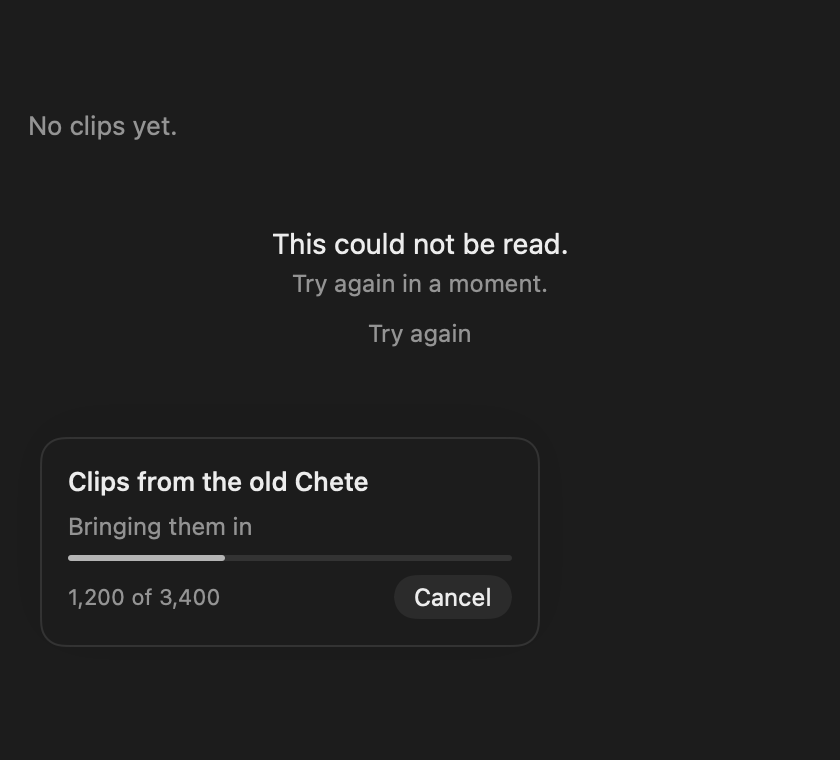 No clips yet.
This could not be read.
Try again in a moment.
Try again
Clips from the old Chete
Bringing them in
1,200 of 3,400
Cancel